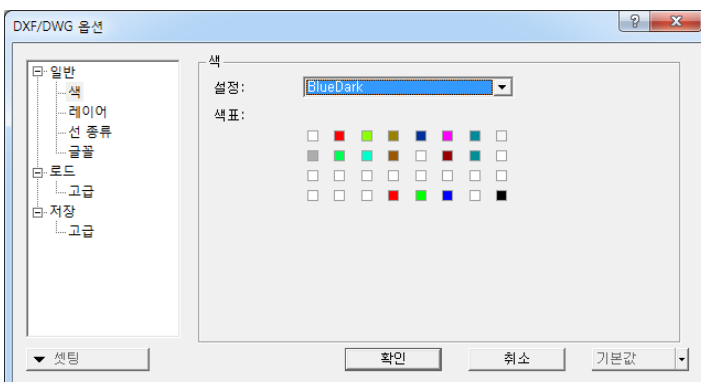 DXF/DWG 옵션
일반
색
레이어
선 종류
글꼴
로드
고급
저장
고급
색
설정: BlueDark
색표:
셋팅
확인
취소
기본값